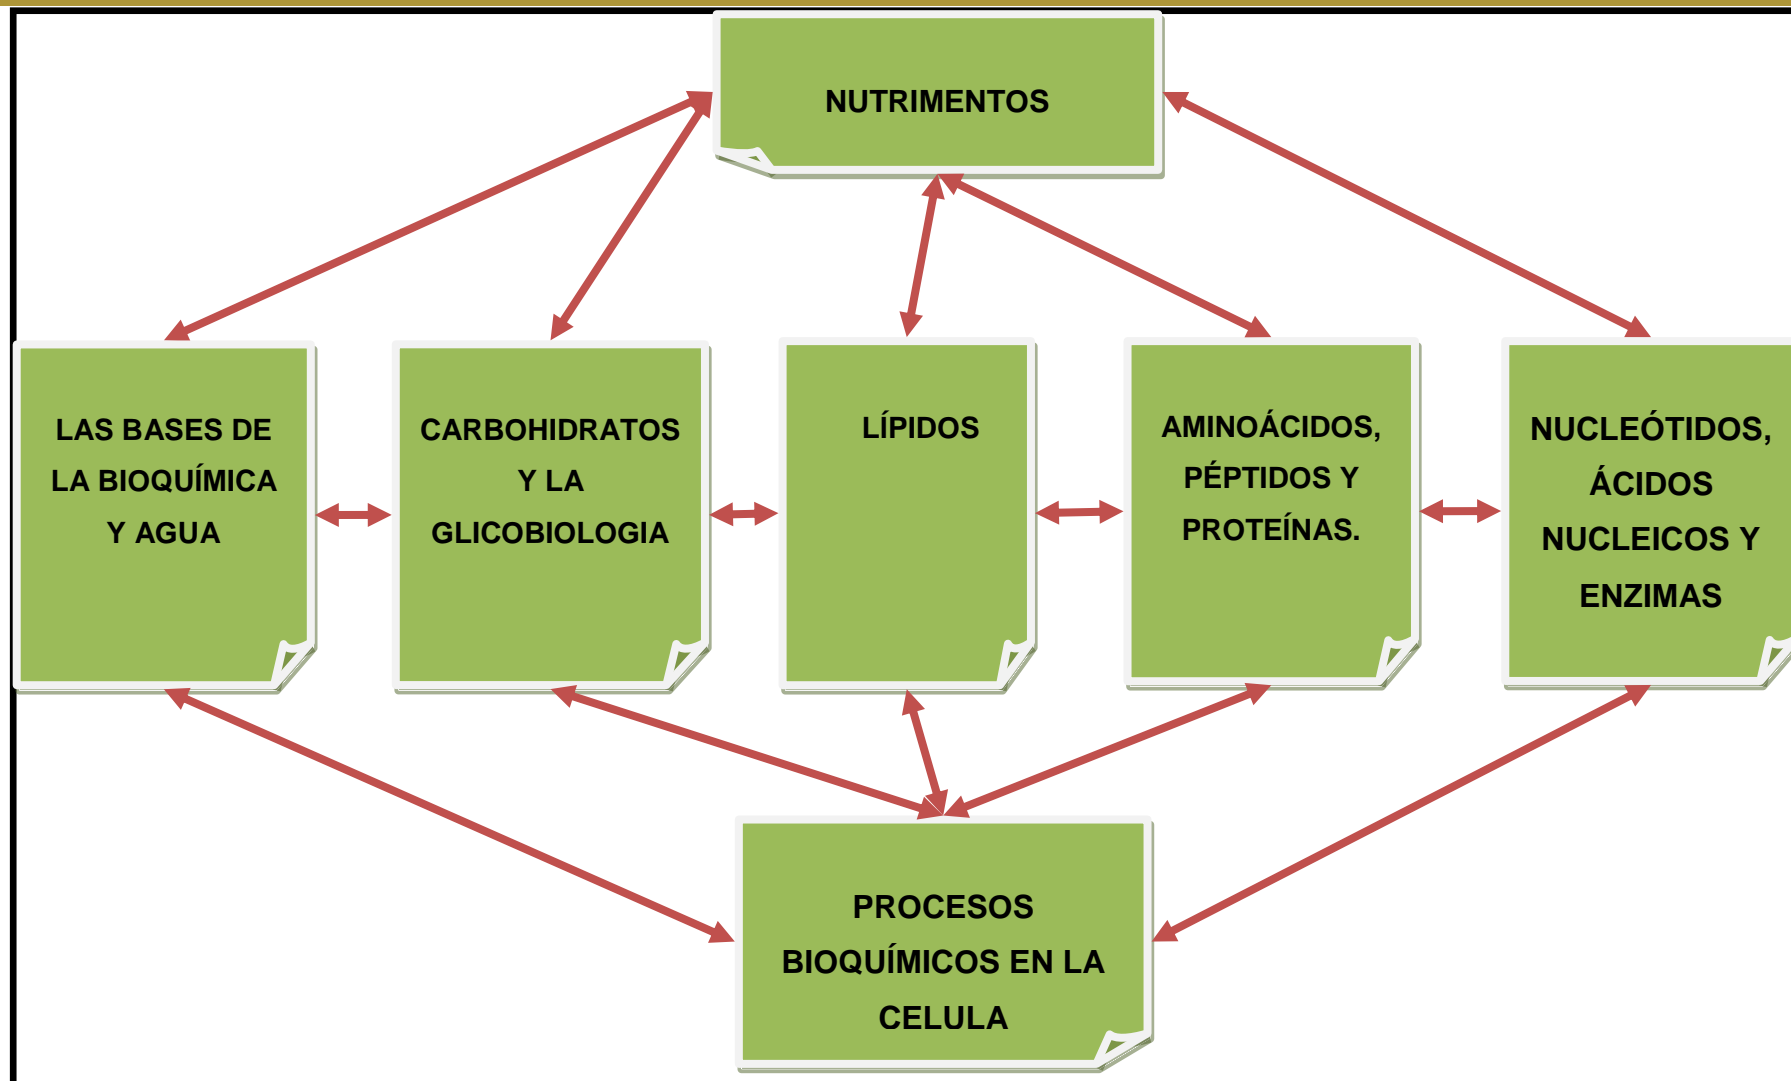 NUTRIMENTOS
LAS BASES DE
LA BIOQUÍMICA
Y AGUA
CARBOHIDRATOS
Y LA
GLICOBIOLOGIA
LÍPIDOS
AMINOÁCIDOS,
PÉPTIDOS Y
PROTEÍNAS.
NUCLEÓTIDOS,
ÁCIDOS
NUCLEICOS Y
ENZIMAS
PROCESOS
BIOQUÍMICOS EN LA
CELULA